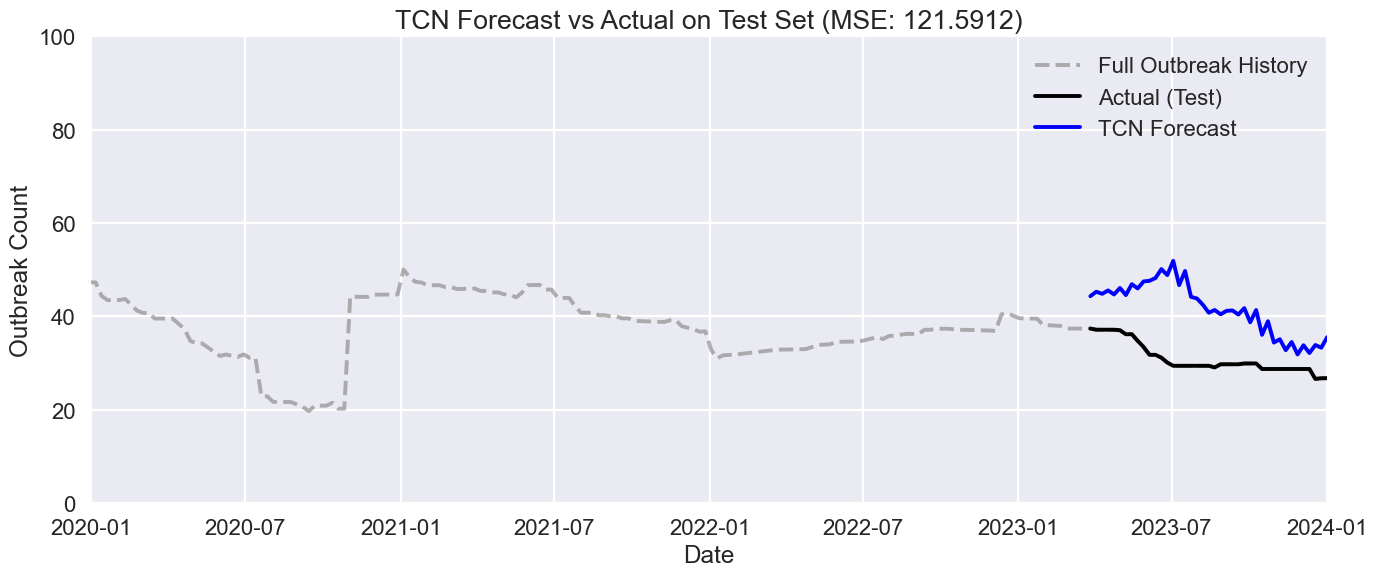 TCN Forecast vs Actual on Test Set (MSE: 121.5912)
Full Outbreak History
Actual (Test)
TCN Forecast
Outbreak Count
100
80
60
40
20
0
2020-01
2020-07
2021-01
2021-07
2022-01
2022-07
2023-01
2023-07
2024-01
Date